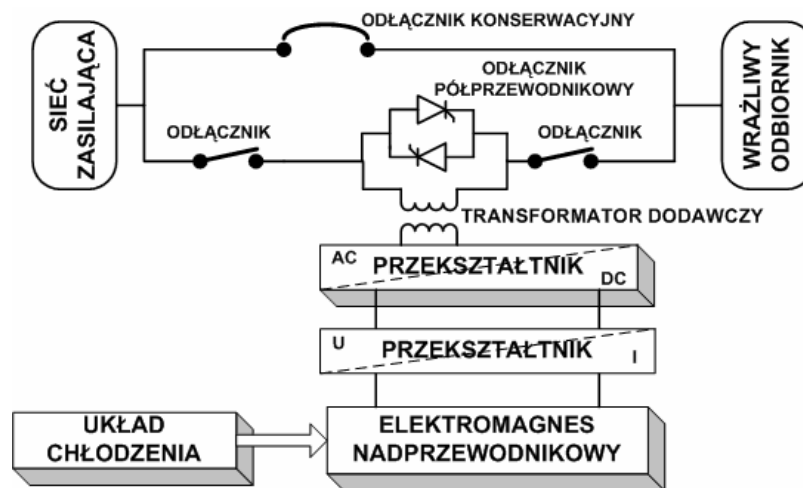 ODŁĄCZNIK KONSERWACYJNY
SIEĆ
ZASILAJĄCA
ODŁĄCZNIK
PÓŁPRZEWODNIKOWY
ODŁĄCZNIK
ODŁĄCZNIK
WRAŻLIWY
ODBIORNIK
TRANSFORMATOR DODAWCZY
AC
PRZEKSZTAŁTNIK
DC
U
PRZEKSZTAŁTNIK
I
UKŁAD
CHŁODZENIA
ELEKTROMAGNES
NADPRZEWODNIKOWY